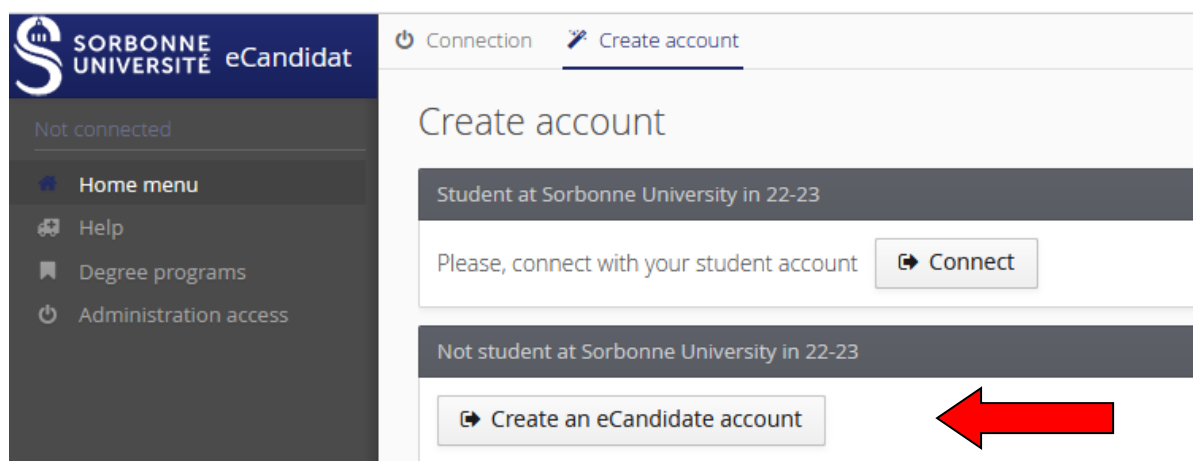 SORBONNE
UNIVERSITÉ eCandidat
Connection Create account
Not connected
Home menu
Help
Degree programs
Administration access
Create account
Student at Sorbonne University in 22-23
Please, connect with your student account Connect
Not student at Sorbonne University in 22-23
Create an eCandidate account